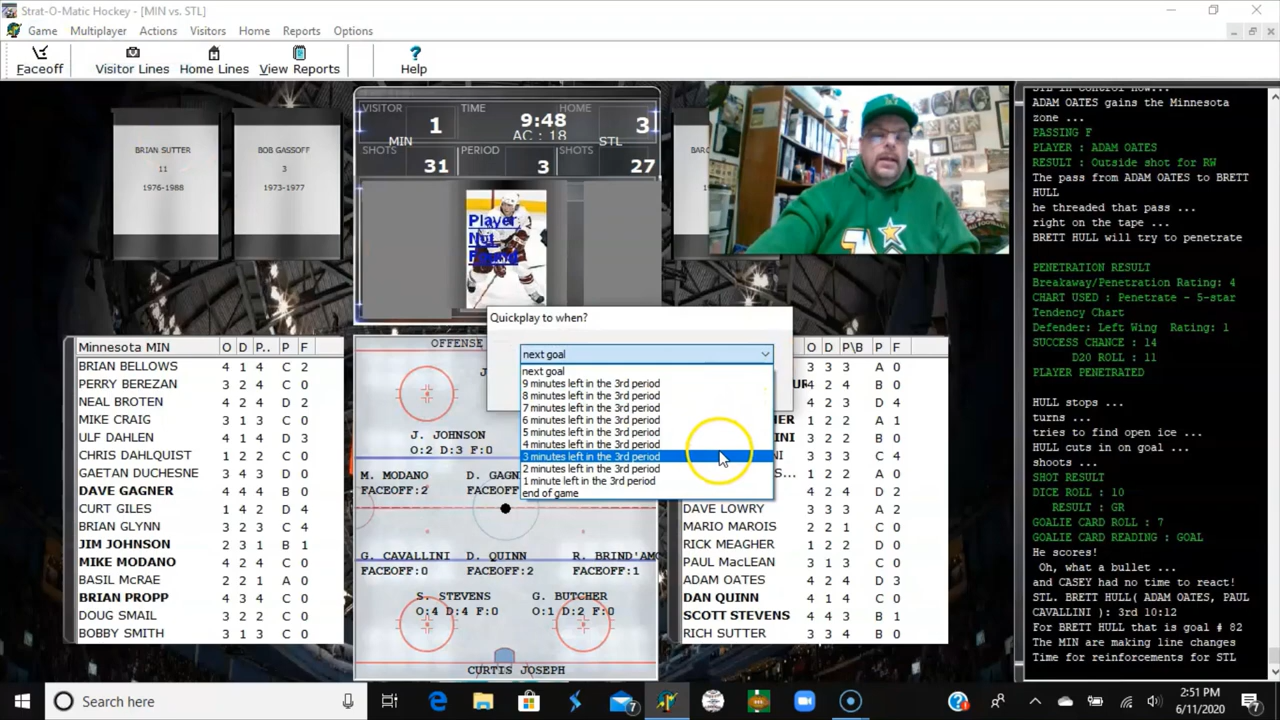 Strat-O-Matic Hockey - [MIN vs. STL]
Game Multiplayer Actions Visitors Home Reports Options
Faceoff Visitor Lines Home Lines View Reports Help
BRIAN SUTTER
11
1976-1988
BOB GASSOFF
3
1973-1977
VISITOR 1 TIME 9:48 HOME 3
MIN AC : 18 STL
SHOTS 31 PERIOD 3 SHOTS 27
Player
Not
Found
Quickplay to when?
next goal
next goal
9 minutes left in the 3rd period
8 minutes left in the 3rd period
7 minutes left in the 3rd period
6 minutes left in the 3rd period
5 minutes left in the 3rd period
4 minutes left in the 3rd period
3 minutes left in the 3rd period
2 minutes left in the 3rd period
1 minute left in the 3rd period
end of game
Minnesota MIN O D P.. P F
BRIAN BELLOWS 4 1 4 C 2
PERRY BEREZAN 3 2 4 C 0
NEAL BROTEN 4 2 4 D 2
MIKE CRAIG 3 2 2 C 0
ULF DAHLEN 4 1 4 D 3
CHRIS DAHLQUIST 2 3 1 C 0
GAETAN DUCHESNE 3 4 3 C 0
DAVE GAGNER 4 3 4 C 0
CURT GILES 1 4 2 D 4
BRIAN GLYNN 3 2 3 C 4
JIM JOHNSON 2 3 1 B 1
MIKE MODANO 4 2 4 C 0
BASIL McRAE 2 2 1 A 0
BRIAN PROPP 4 3 4 C 0
DOUG SMAIL 3 4 3 C 0
BOBBY SMITH 3 3 3 C 0
OFFENSE
J. JOHNSON
O:2 D:3 F:0
M. MODANO
FACEOFF:2
G. CAVALLINI D. QUINN
FACEOFF:0 FACEOFF:2 FACEOFF:1
S. STEVENS G. BUTCHER
O:4 D:4 F:0 O:1 D:2 F:0
CURTIS JOSEPH
O D P\B P F
3 3 3 A 0
4 2 4 B 0
4 2 3 D 4
1 2 2 A 1
3 2 2 B 0
3 2 3 C 4
1 2 2 A 0
DAVE LOWRY 2 3 3 A 2
MARIO MAROIS 2 2 1 C 0
RICK MEAGHER 1 2 2 D 0
PAUL MacLEAN 3 1 3 C 0
ADAM OATES 4 2 4 D 3
DAN QUINN 4 1 4 C 0
SCOTT STEVENS 4 4 3 B 1
RICH SUTTER 3 3 4 B 0
STL in control now...
ADAM OATES gains the Minnesota
zone ...
PASSING F
PLAYER : ADAM OATES
RESULT : Outside shot for RW
The pass from ADAM OATES to BRETT
HULL
he threaded that pass ...
right on the tape ...
BRETT HULL will try to penetrate
PENETRATION RESULT
Breakaway/Penetration Rating: 4
CHART USED : Penetrate - 5-star
Tendency Chart
Defender: Left Wing Rating: 1
SUCCESS CHANCE : 14
D20 ROLL : 11
PLAYER PENETRATED
HULL stops ...
turns ...
tries to find open ice ...
HULL cuts in on goal ...
shoots ...
SHOT RESULT
DICE ROLL : 10
RESULT : GR
GOALIE CARD ROLL : 7
GOALIE CARD READING : GOAL
He scores!
Oh, what a bullet ...
and CASEY had no time to react!
STL. BRETT HULL( ADAM OATES, PAUL
CAVALLINI ): 3rd 10:12
For BRETT HULL that is goal # 82
The MIN are making line changes
Time for reinforcements for STL
Search here
7
2:51 PM
6/11/2020